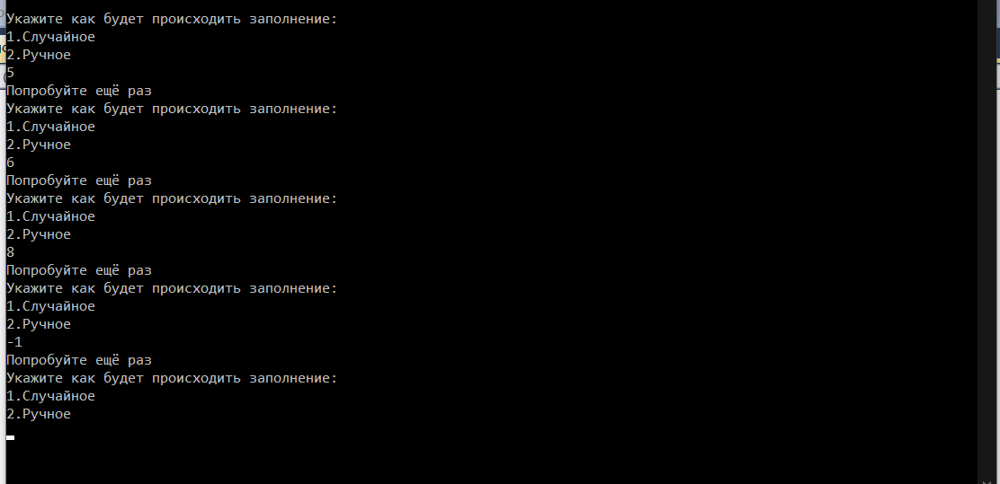 Укажите как будет происходить заполнение:
1.Случайное
2.Ручное
5
Попробуйте ещё раз
Укажите как будет происходить заполнение:
1.Случайное
2.Ручное
6
Попробуйте ещё раз
Укажите как будет происходить заполнение:
1.Случайное
2.Ручное
8
Попробуйте ещё раз
Укажите как будет происходить заполнение:
1.Случайное
2.Ручное
-1
Попробуйте ещё раз
Укажите как будет происходить заполнение:
1.Случайное
2.Ручное